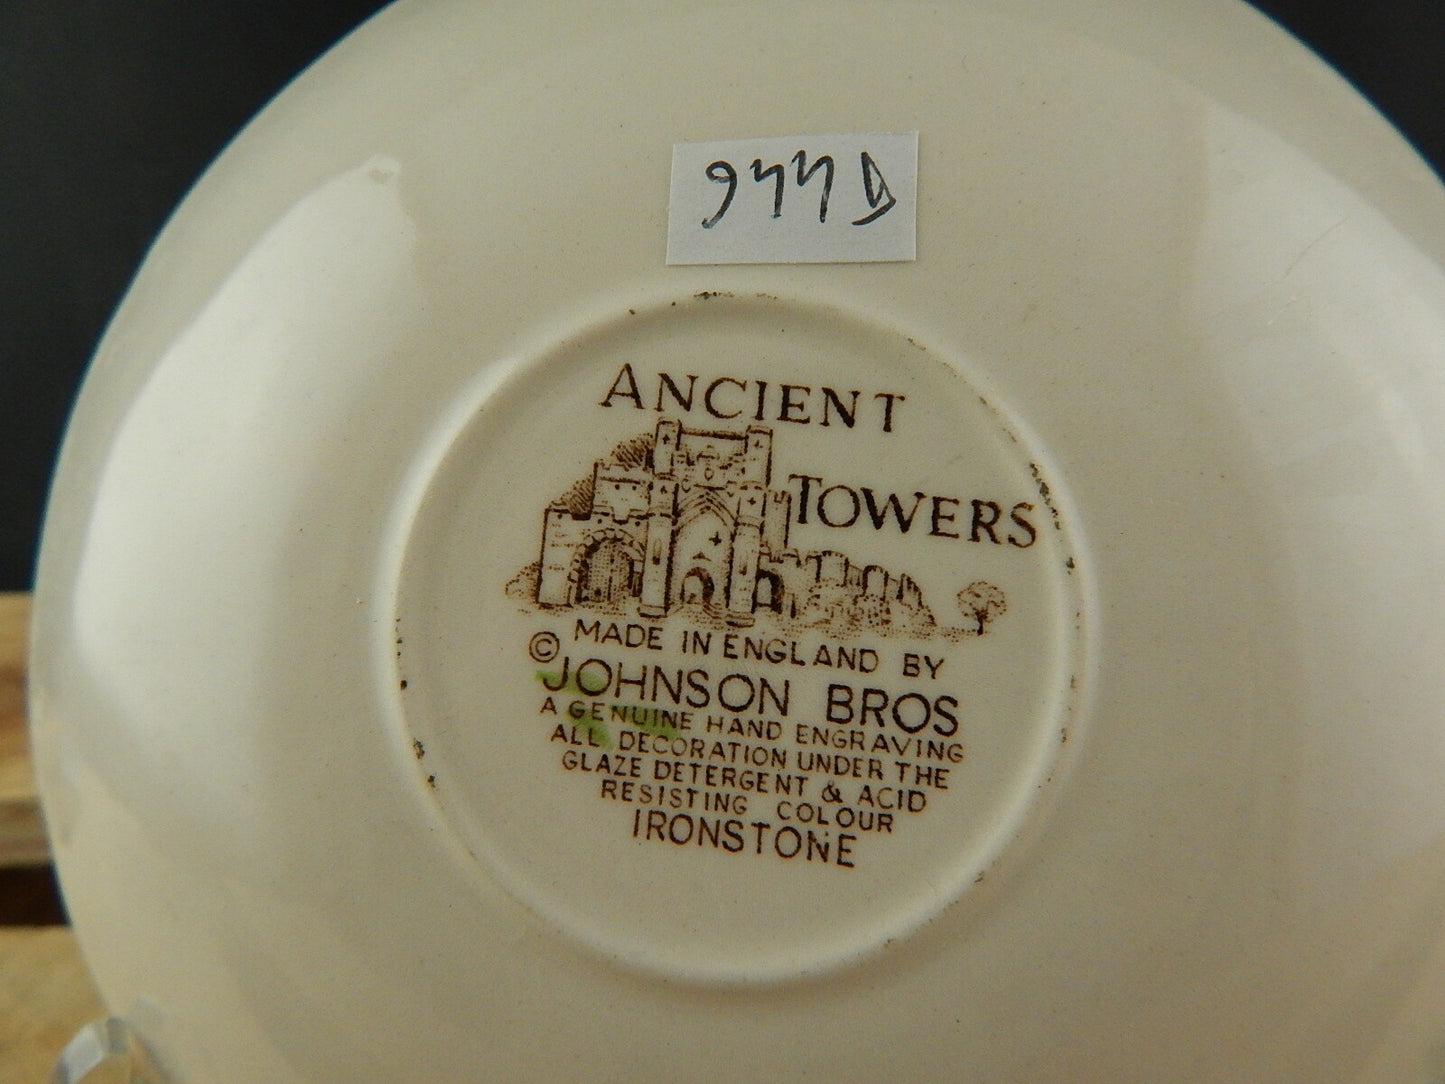 944D
ANCIENT
TOWERS
MADE IN ENGLAND BY
© JOHNSON BROS
A GENUINE HAND ENGRAVING
ALL DECORATION UNDER THE
GLAZE DETERGENT & ACID
RESISTING COLOUR
IRONSTONE